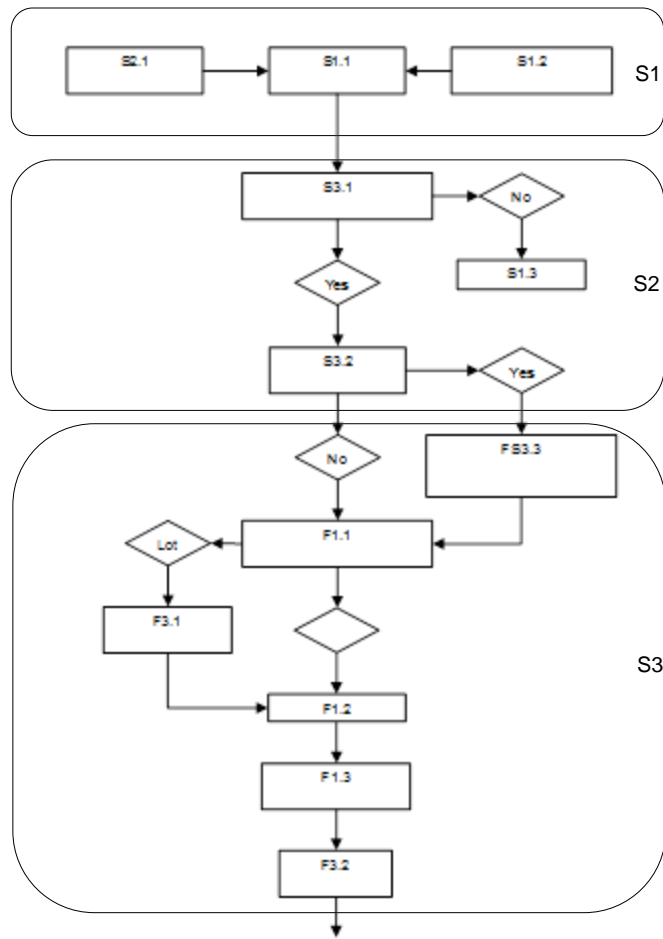 S2.1
S1.1
S1.2
S1
S3.1
No
S1.3
Yes
S2
S3.2
Yes
No
FS3.3
Lot
F1.1
F3.1
S3
F1.2
F1.3
F3.2